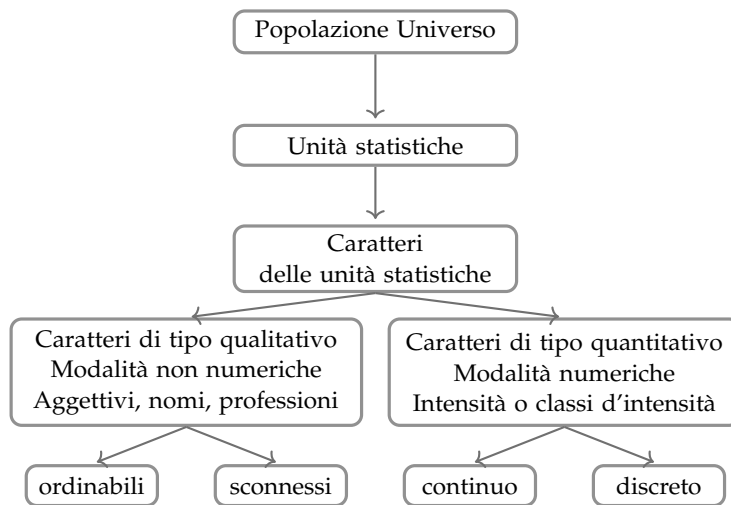 Popolazione Universo
Unità statistiche
Caratteri
delle unità statistiche
Caratteri di tipo qualitativo
Modalità non numeriche
Aggettivi, nomi, professioni
Caratteri di tipo quantitativo
Modalità numeriche
Intensità o classi d'intensità
ordinabili
sconnessi
continuo
discreto